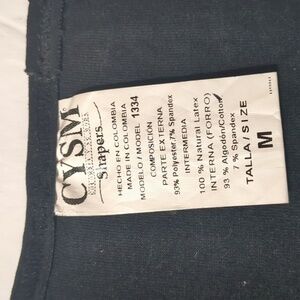 CYSM
Shapers
HECHO EN COLOMBIA
MADE IN COLOMBIA
MODELO / MODEL 1334
COMPOSICIÓN
PARTE EXTERNA
93% Polyester 7% Spandex
INTERMEDIA
100 % Natural Latex
INTERNA (FORRO)
93 % Algodón/Cotton
% Spandex
TALLA / SIZE
M